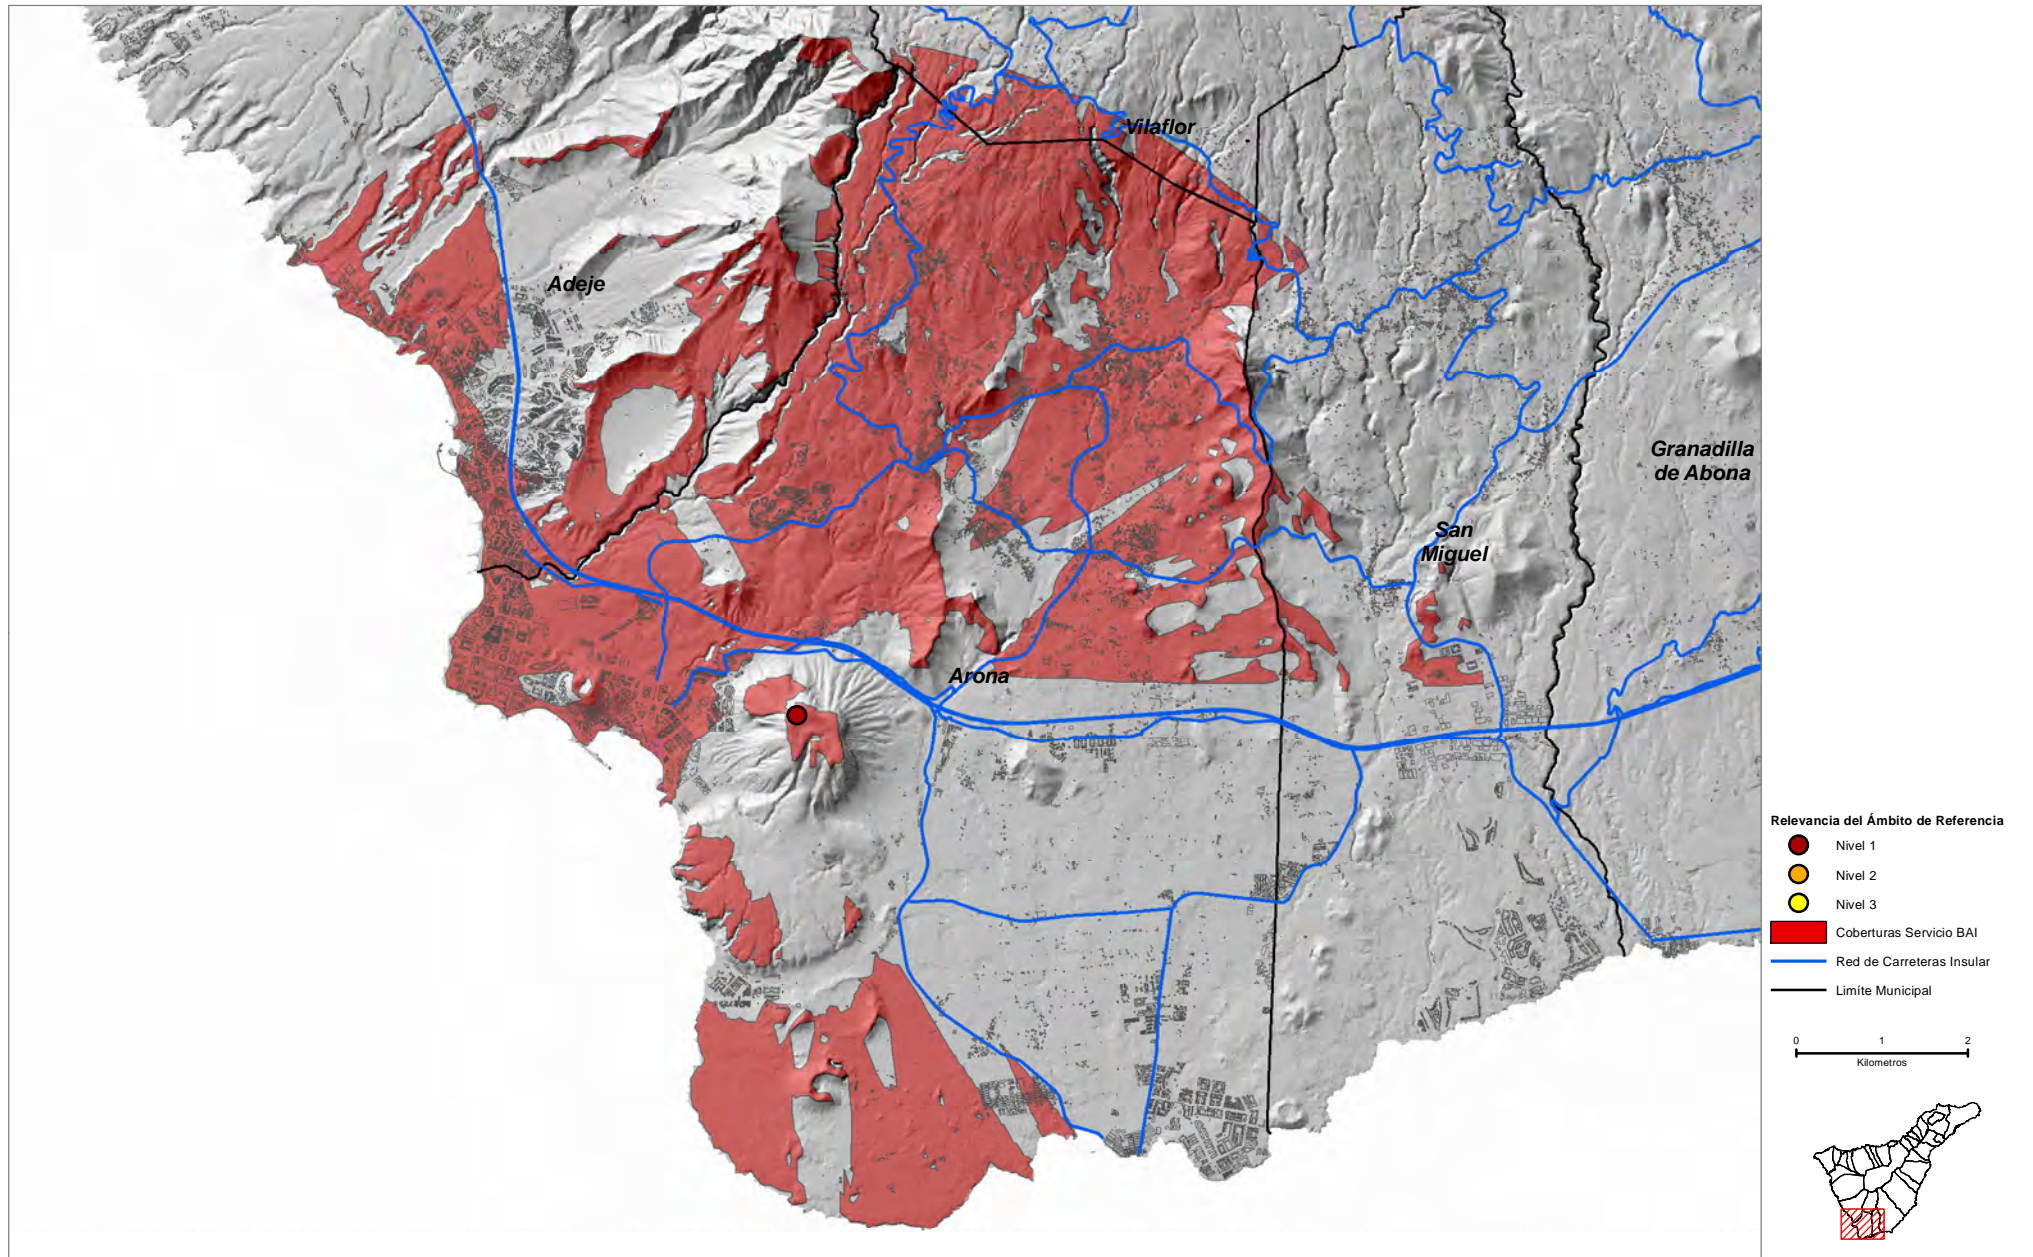 Vilaflor
Adeje
Granadilla
de Abona
San
Miguel
Arona
Relevancia del Ámbito de Referencia
Nivel 1
Nivel 2
Nivel 3
Coberturas Servicio BAI
Red de Carreteras Insular
Limíte Municipal
0 1 2
Kilometros